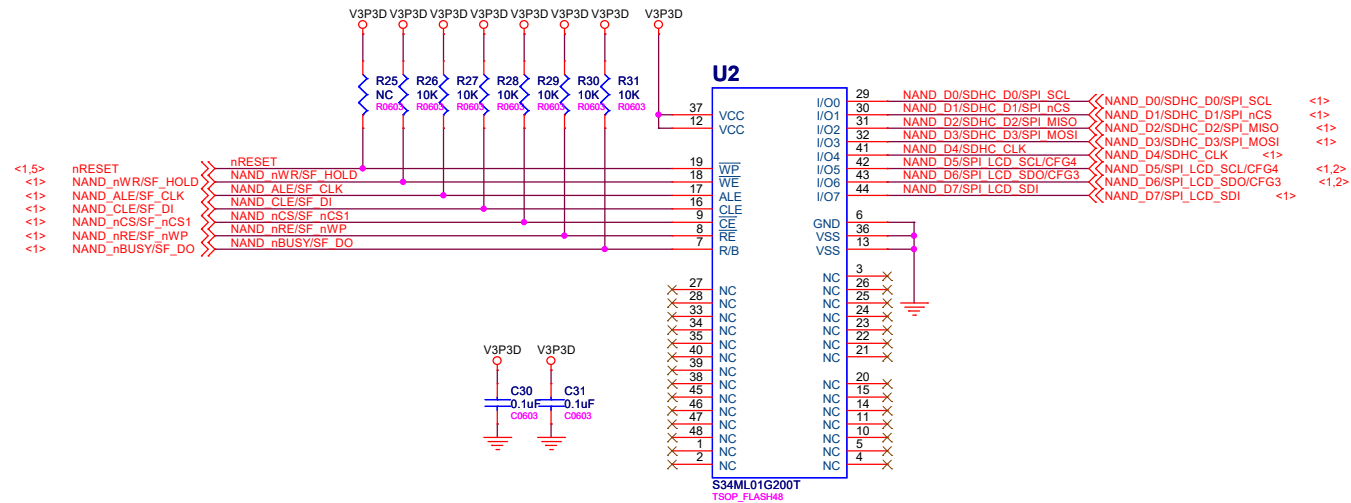 V3P3D V3P3D V3P3D V3P3D V3P3D V3P3D V3P3D V3P3D
R25 R26 R27 R28 R29 R30 R31
NC 10K 10K 10K 10K 10K 10K
R0603 R0603 R0603 R0603 R0603 R0603 R0603
U2
37 VCC
12 VCC
<1,5> nRESET nRESET 19 WP
<1> NAND_nWR/SF_HOLD NAND_nWR/SF_HOLD 18 WE
<1> NAND_ALE/SF_CLK NAND_ALE/SF_CLK 17 ALE
<1> NAND_CLE/SF_DI NAND_CLE/SF_DI 16 CLE
<1> NAND_nCS/SF_nCS1 NAND_nCS/SF_nCS1 9 CE
<1> NAND_nRE/SF_nWP NAND_nRE/SF_nWP 8 RE
<1> NAND_nBUSY/SF_DO NAND_nBUSY/SF_DO 7 R/B
27 NC
28 NC
33 NC
34 NC
35 NC
40 NC
39 NC
38 NC
45 NC
46 NC
47 NC
48 NC
1 NC
2 NC
I/O0 29 NAND_D0/SDHC_D0/SPI_SCL NAND_D0/SDHC_D0/SPI_SCL <1>
I/O1 30 NAND_D1/SDHC_D1/SPI_nCS NAND_D1/SDHC_D1/SPI_nCS <1>
I/O2 31 NAND_D2/SDHC_D2/SPI_MISO NAND_D2/SDHC_D2/SPI_MISO <1>
I/O3 32 NAND_D3/SDHC_D3/SPI_MOSI NAND_D3/SDHC_D3/SPI_MOSI <1>
I/O4 41 NAND_D4/SDHC_CLK NAND_D4/SDHC_CLK <1>
I/O5 42 NAND_D5/SPI_LCD_SCL/CFG4 NAND_D5/SPI_LCD_SCL/CFG4 <1,2>
I/O6 43 NAND_D6/SPI_LCD_SDO/CFG3 NAND_D6/SPI_LCD_SDO/CFG3 <1,2>
I/O7 44 NAND_D7/SPI_LCD_SDI NAND_D7/SPI_LCD_SDI <1>
GND 6
VSS 36
VSS 13
NC 3
NC 26
NC 25
NC 24
NC 23
NC 22
NC 21
NC 20
NC 15
NC 14
NC 11
NC 10
NC 5
NC 4
S34ML01G200T
TSOP_FLASH48
V3P3D V3P3D
C30 C31
0.1uF 0.1uF
C0603 C0603